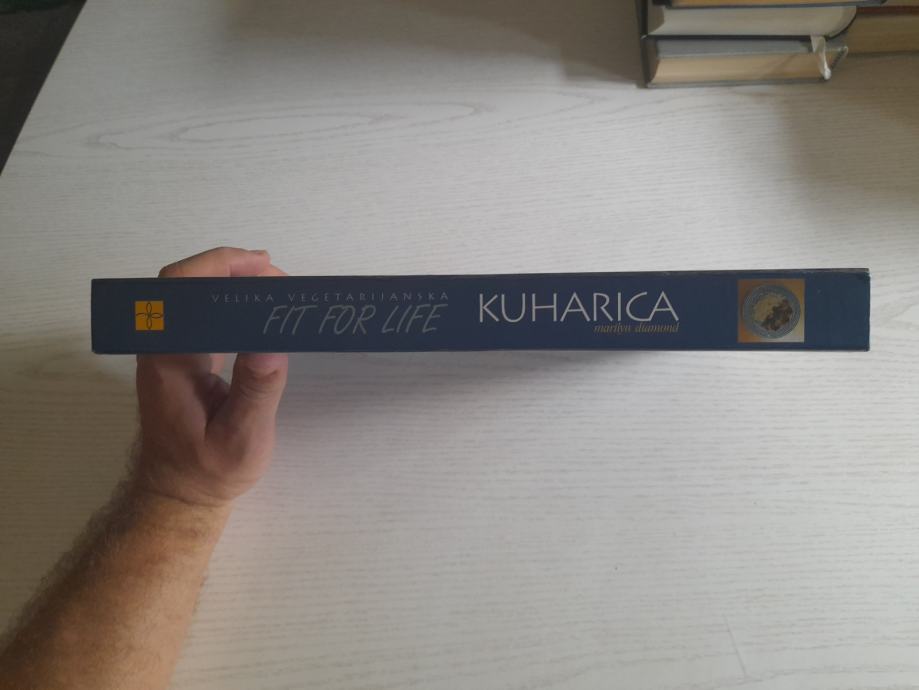 VELIKA VEGETARIJANSKA
FIT FOR LIFE
KUHARICA
marilyn diamond